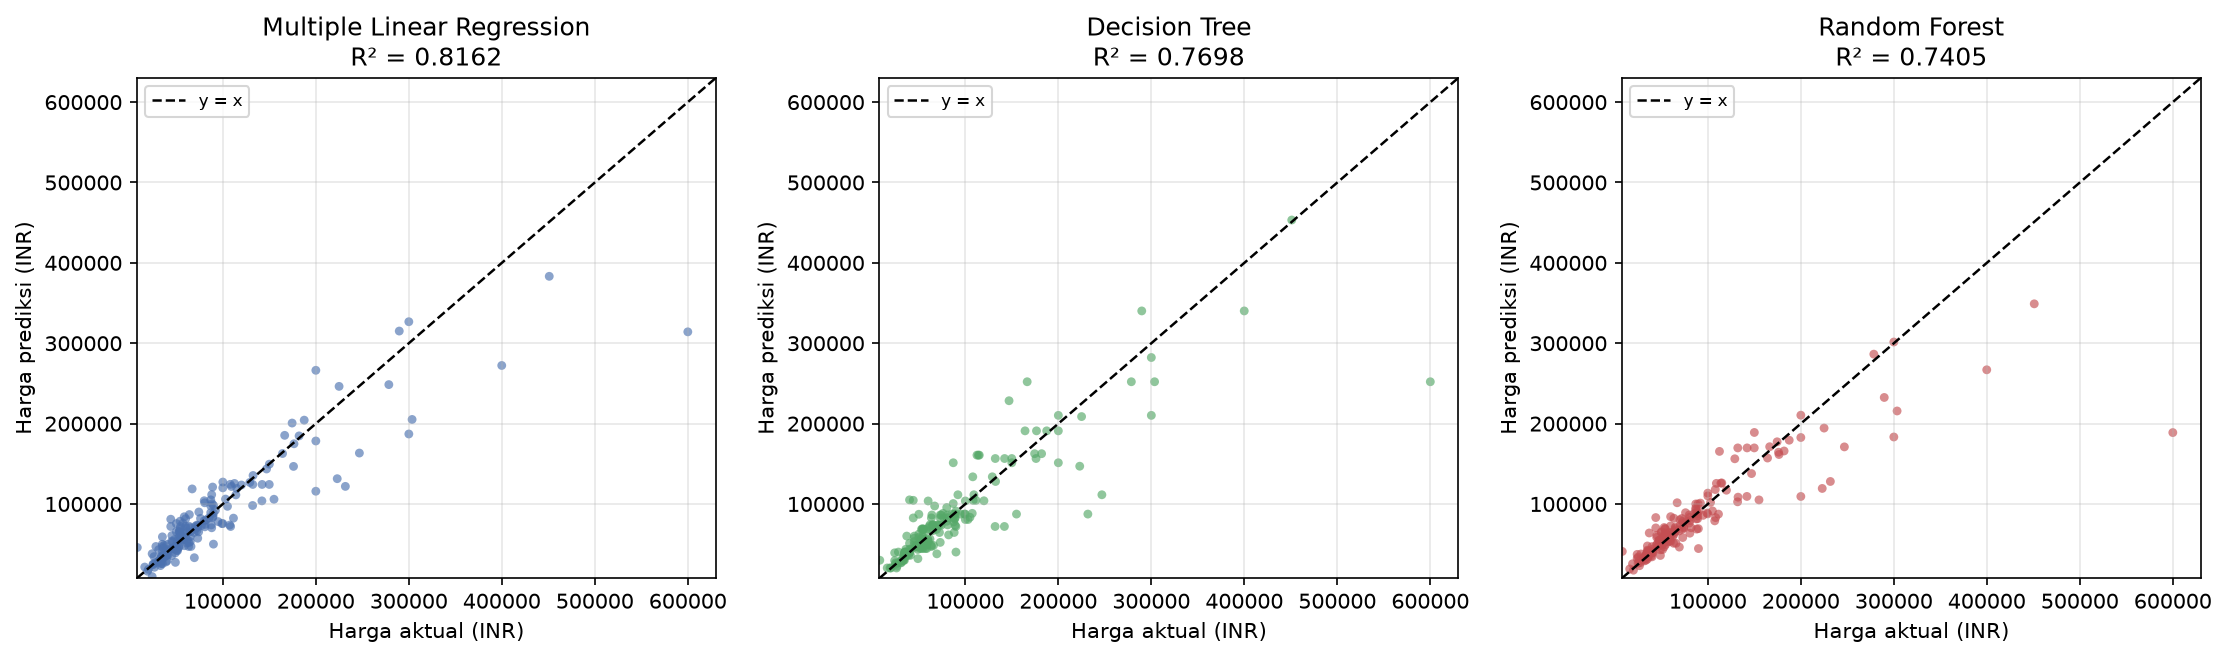 Multiple Linear Regression
R² = 0.8162
y = x
600000
500000
400000
300000
200000
100000
Harga prediksi (INR)
100000 200000 300000 400000 500000 600000
Harga aktual (INR)
Decision Tree
R² = 0.7698
y = x
600000
500000
400000
300000
200000
100000
Harga prediksi (INR)
100000 200000 300000 400000 500000 600000
Harga aktual (INR)
Random Forest
R² = 0.7405
y = x
600000
500000
400000
300000
200000
100000
Harga prediksi (INR)
100000 200000 300000 400000 500000 600000
Harga aktual (INR)